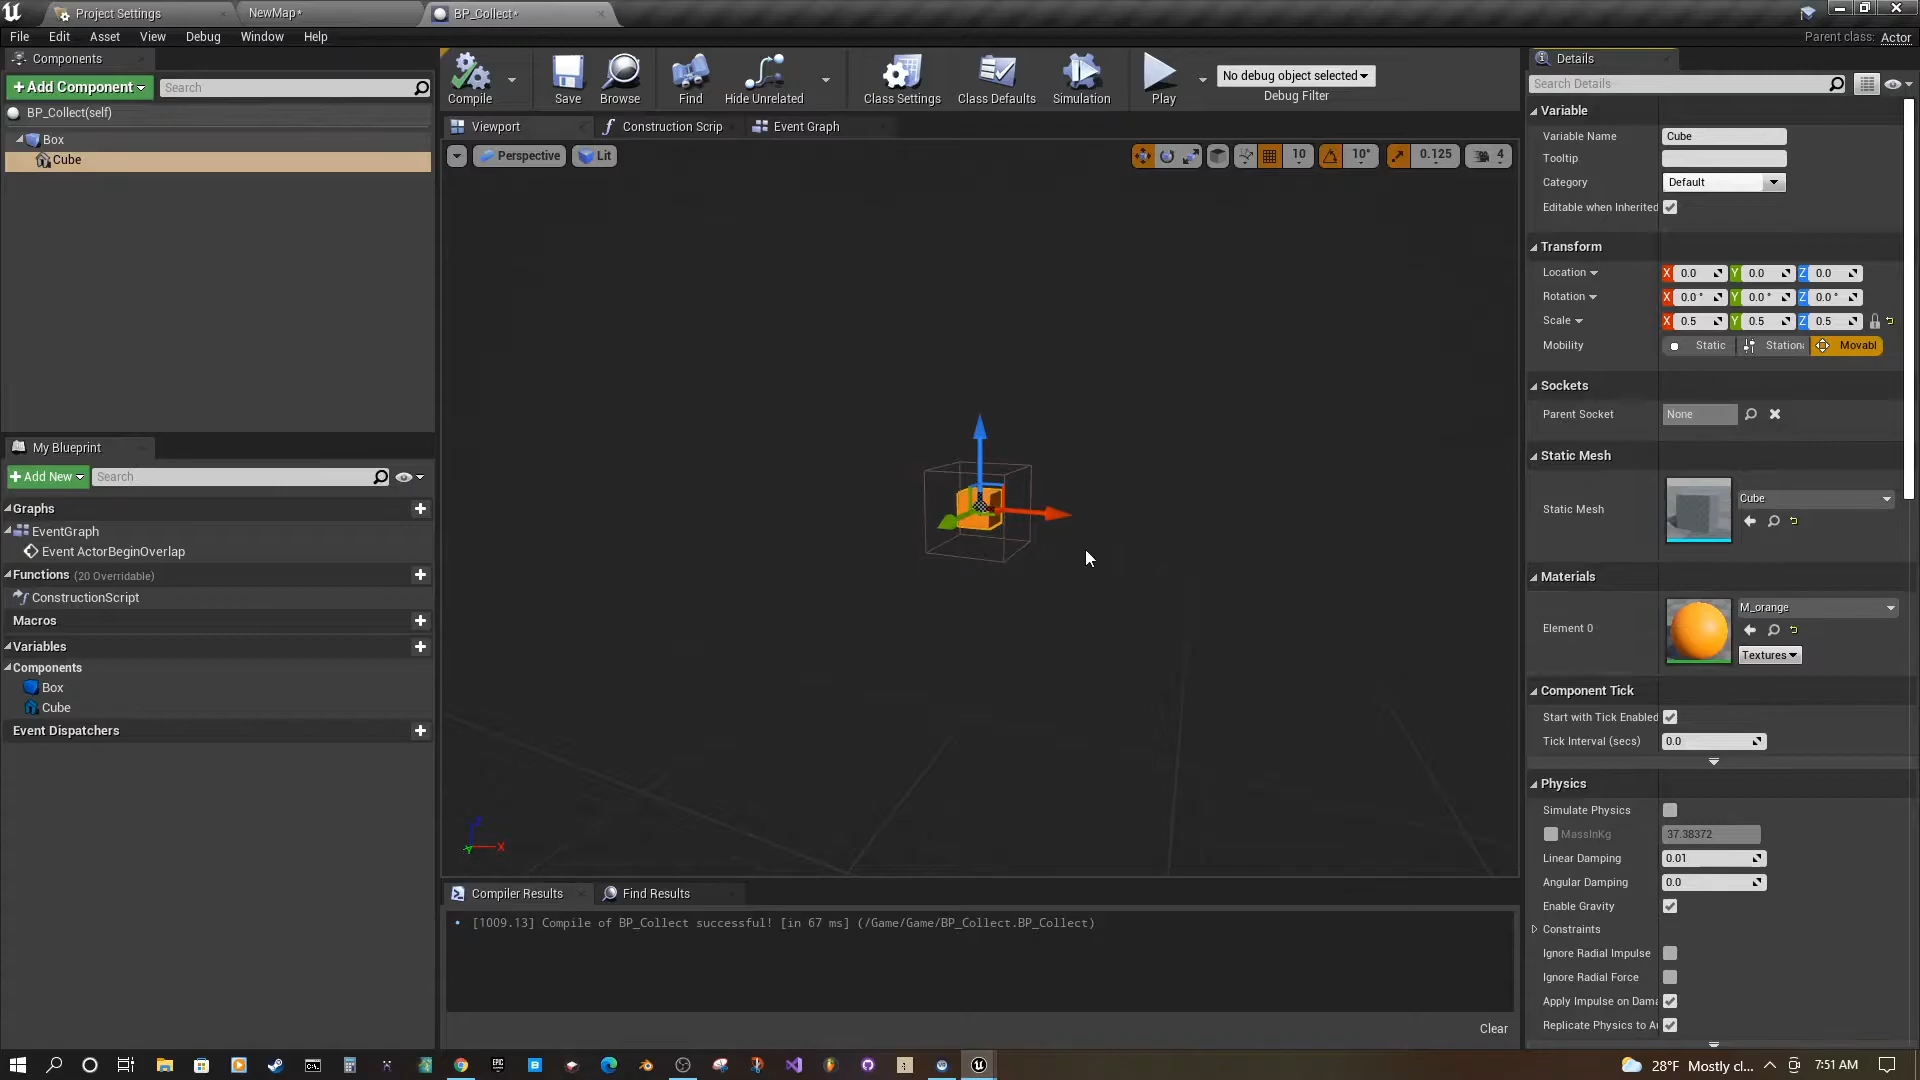 Project Settings
NewMap*
BP_Collect*
File Edit Asset View Debug Window Help
Parent class: Actor
Components
+Add Component
Search
BP_Collect(self)
Box
Cube
Compile
Save
Browse
Find
Hide Unrelated
Class Settings
Class Defaults
Simulation
Play
No debug object selected
Debug Filter
Viewport
Construction Scrip
Event Graph
Perspective
Lit
10
10°
0.125
4
My Blueprint
+Add New
Search
Graphs
EventGraph
Event ActorBeginOverlap
Functions (20 Overridable)
ConstructionScript
Macros
Variables
Components
Box
Cube
Event Dispatchers
Z
X
Y
Compiler Results
Find Results
[1009.13] Compile of BP_Collect successful! [in 67 ms] (/Game/Game/BP_Collect.BP_Collect)
Clear
Details
Search Details
Variable
Variable Name Cube
Tooltip
Category Default
Editable when Inherited
Transform
Location X 0.0 Y 0.0 Z 0.0
Rotation X 0.0 ° Y 0.0 ° Z 0.0 °
Scale X 0.5 Y 0.5 Z 0.5
Mobility Static Station Movabl
Sockets
Parent Socket None
Static Mesh
Static Mesh Cube
Materials
Element 0 M_orange
Textures
Component Tick
Start with Tick Enabled
Tick Interval (secs) 0.0
Physics
Simulate Physics
MassInKg 37.38372
Linear Damping 0.01
Angular Damping 0.0
Enable Gravity
Constraints
Ignore Radial Impulse
Ignore Radial Force
Apply Impulse on Dama
Replicate Physics to Au
EPIC
28°F Mostly cl...
7:51 AM